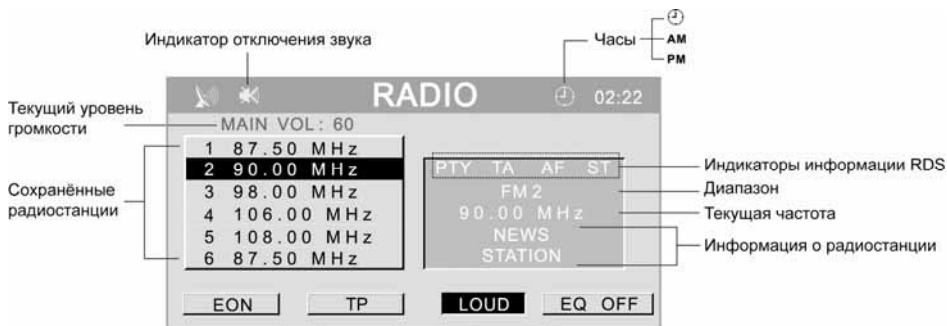 Индикатор отключения звука
Часы
AM
PM
RADIO
02:22
Текущий уровень
громкости
MAIN VOL: 60
1 87.50 MHz
2 90.00 MHz
3 98.00 MHz
4 106.00 MHz
5 108.00 MHz
6 87.50 MHz
Сохранённые
радиостанции
PTY TA AF ST
FM2
90.00 MHz
NEWS
STATION
Индикаторы информации RDS
Диапазон
Текущая частота
Информация о радиостанции
EON
TP
LOUD
EQ OFF